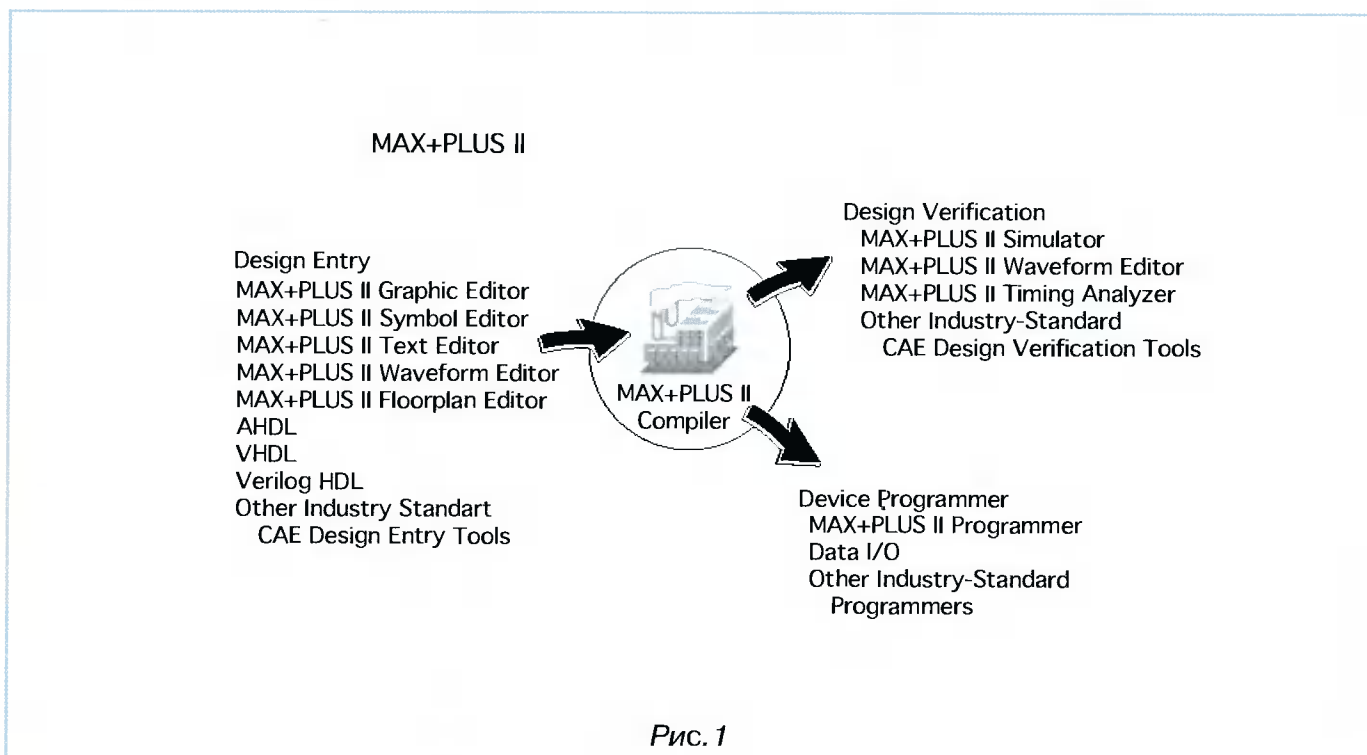 MAX+PLUS II
Design Entry
MAX+PLUS II Graphic Editor
MAX+PLUS II Symbol Editor
MAX+PLUS II Text Editor
MAX+PLUS II Waveform Editor
MAX+PLUS II Floorplan Editor
AHDL
VHDL
Verilog HDL
Other Industry Standart
CAE Design Entry Tools
MAX+PLUS II
Compiler
Design Verification
MAX+PLUS II Simulator
MAX+PLUS II Waveform Editor
MAX+PLUS II Timing Analyzer
Other Industry-Standard
CAE Design Verification Tools
Device Programmer
MAX+PLUS II Programmer
Data I/O
Other Industry-Standard
Programmers
Рис. 1